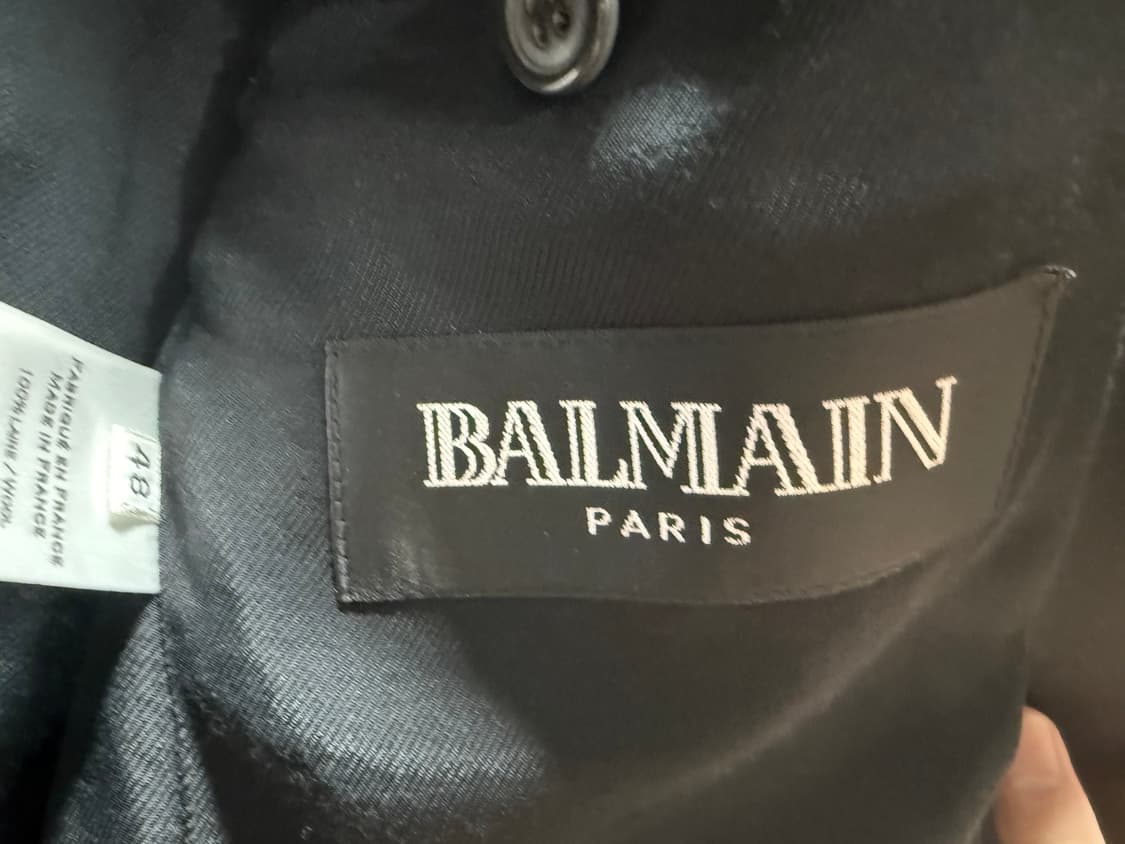 BALMAIN
PARIS
48
FABRIQUE EN FRANCE
MADE IN FRANCE
100% LAINE / WOOL